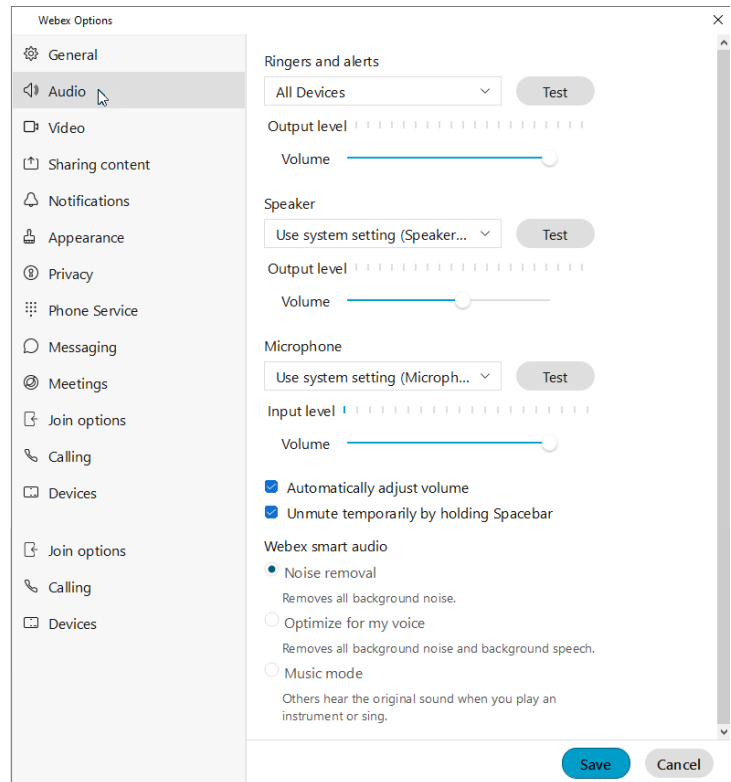 Webex Options
General
Audio
Video
Sharing content
Notifications
Appearance
Privacy
Phone Service
Messaging
Meetings
Join options
Calling
Devices
Join options
Calling
Devices
Ringers and alerts
All Devices
Test
Output level
Volume
Speaker
Use system setting (Speaker...
Test
Output level
Volume
Microphone
Use system setting (Microph...
Test
Input level
Volume
Automatically adjust volume
Unmute temporarily by holding Spacebar
Webex smart audio
Noise removal
Removes all background noise.
Optimize for my voice
Removes all background noise and background speech.
Music mode
Others hear the original sound when you play an
instrument or sing.
Save
Cancel